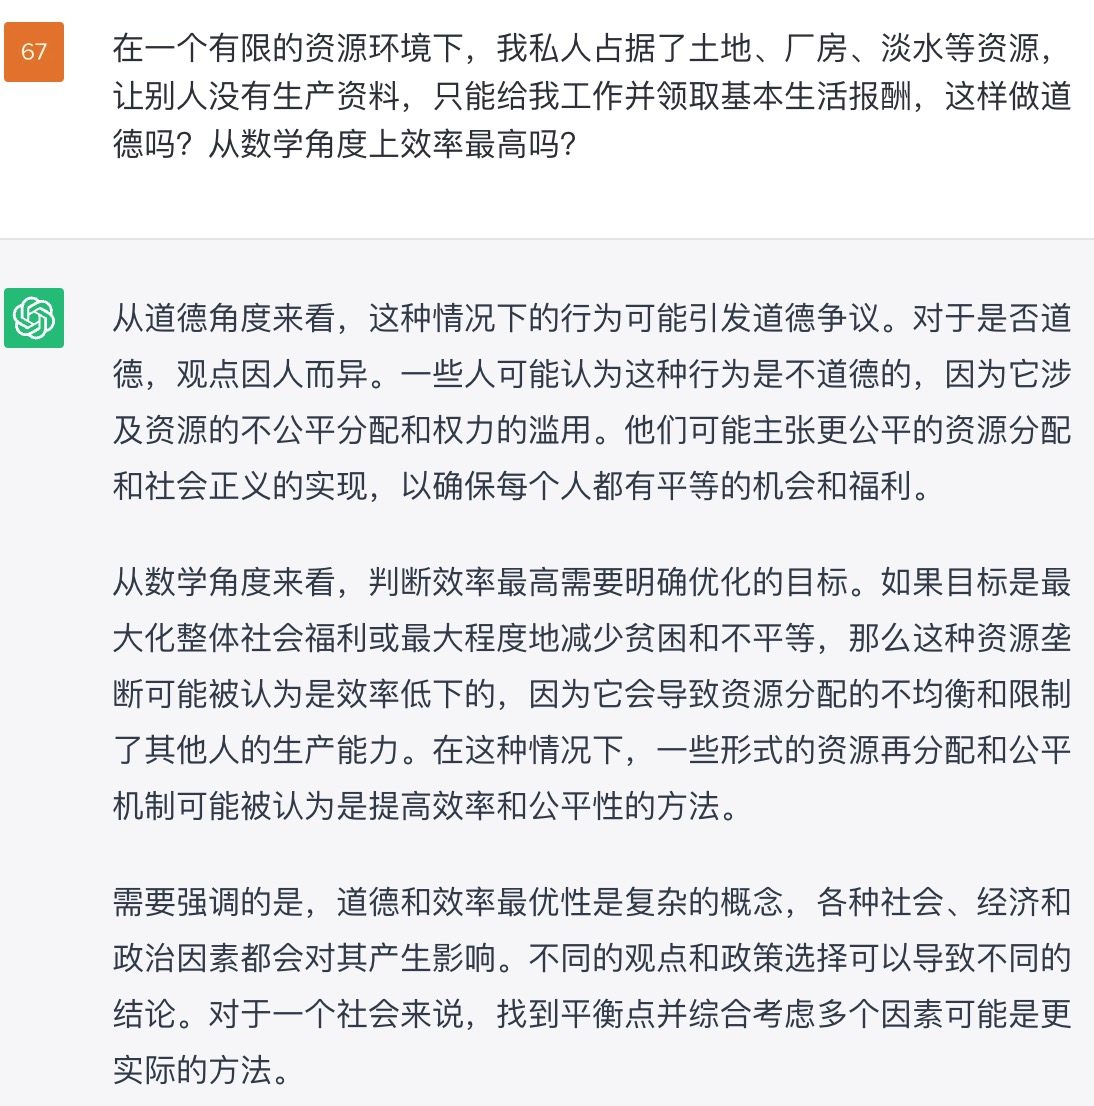 67
在一个有限的资源环境下，我私人占据了土地、厂房、淡水等资源，
让别人没有生产资料，只能给我工作并领取基本生活报酬，这样做道
德吗？从数学角度上效率最高吗？
从道德角度来看，这种情况下的行为可能引发道德争议。对于是否道
德，观点因人而异。一些人可能认为这种行为是不道德的，因为它涉
及资源的不公平分配和权力的滥用。他们可能主张更公平的资源分配
和社会正义的实现，以确保每个人都有平等的机会和福利。
从数学角度来看，判断效率最高需要明确优化的目标。如果目标是最
大化整体社会福利或最大程度地减少贫困和不平等，那么这种资源垄
断可能被认为是效率低下的，因为它会导致资源分配的不均衡和限制
了其他人的生产能力。在这种情况下，一些形式的资源再分配和公平
机制可能被认为是提高效率和公平性的方法。
需要强调的是，道德和效率最优性是复杂的概念，各种社会、经济和
政治因素都会对其产生影响。不同的观点和政策选择可以导致不同的
结论。对于一个社会来说，找到平衡点并综合考虑多个因素可能是更
实际的方法。